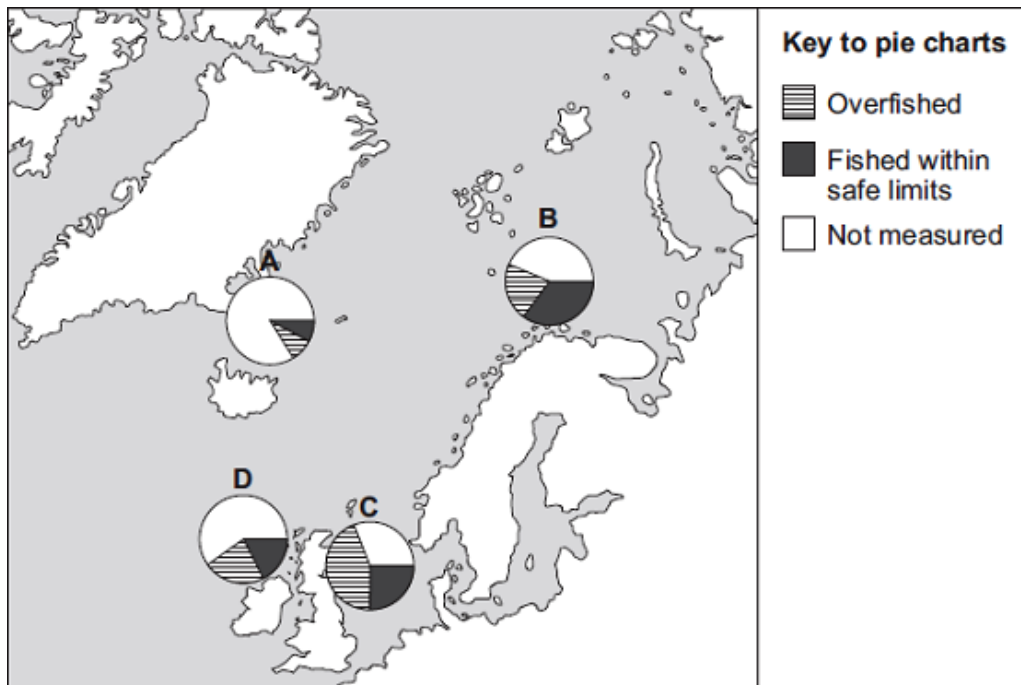 Key to pie charts
Overfished
Fished within
safe limits
Not measured
B
A
D
C